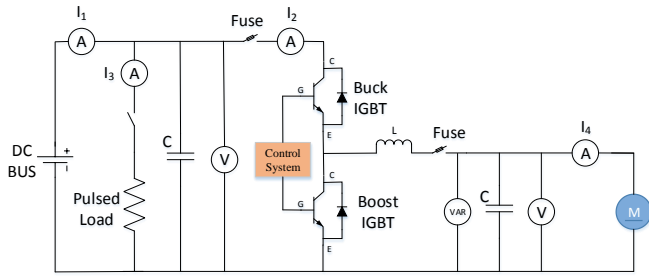 I1
A
Fuse
I2
A
I3
A
C
G
Buck
IGBT
E
DC
BUS
+
-
C
V
Control
System
L
Fuse
I4
A
Pulsed
Load
C
G
Boost
IGBT
E
VAR
C
V
M